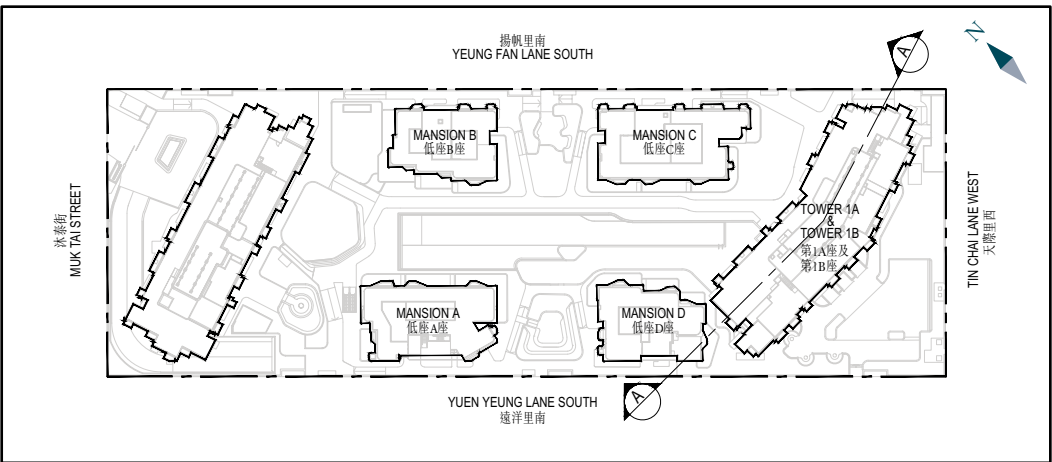 揚帆里南
YEUNG FAN LANE SOUTH
N
A
MANSION B
低座B座
MANSION C
低座C座
沐泰街
MUK TAI STREET
TOWER 1A
&
TOWER 1B
第1A座及
第1B座
TIN CHAI LANE WEST
天際里西
MANSION A
低座A座
MANSION D
低座D座
YUEN YEUNG LANE SOUTH
遠洋里南
A